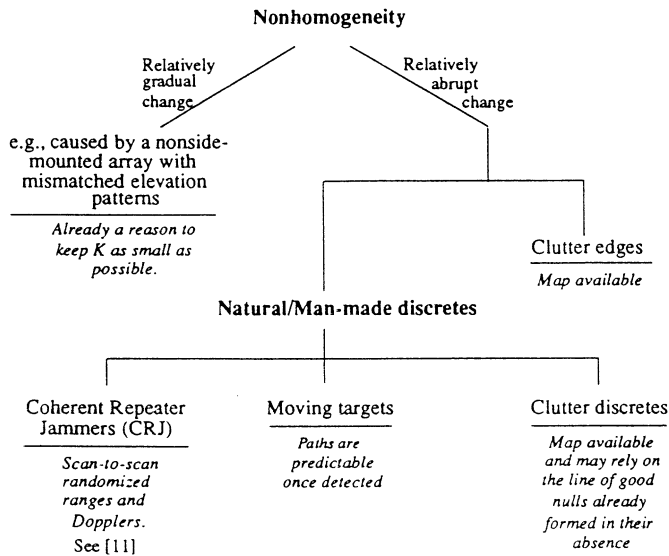 Nonhomogeneity
Relatively
gradual
change
Relatively
abrupt
change
e.g., caused by a nonside-
mounted array with
mismatched elevation
patterns
Already a reason to
keep K as small as
possible.
Clutter edges
Map available
Natural/Man-made discretes
Coherent Repeater
Jammers (CRJ)
Scan-to-scan
randomized
ranges and
Dopplers.
See [11]
Moving targets
Paths are
predictable
once detected
Clutter discretes
Map available
and may rely on
the line of good
nulls already
formed in their
absence